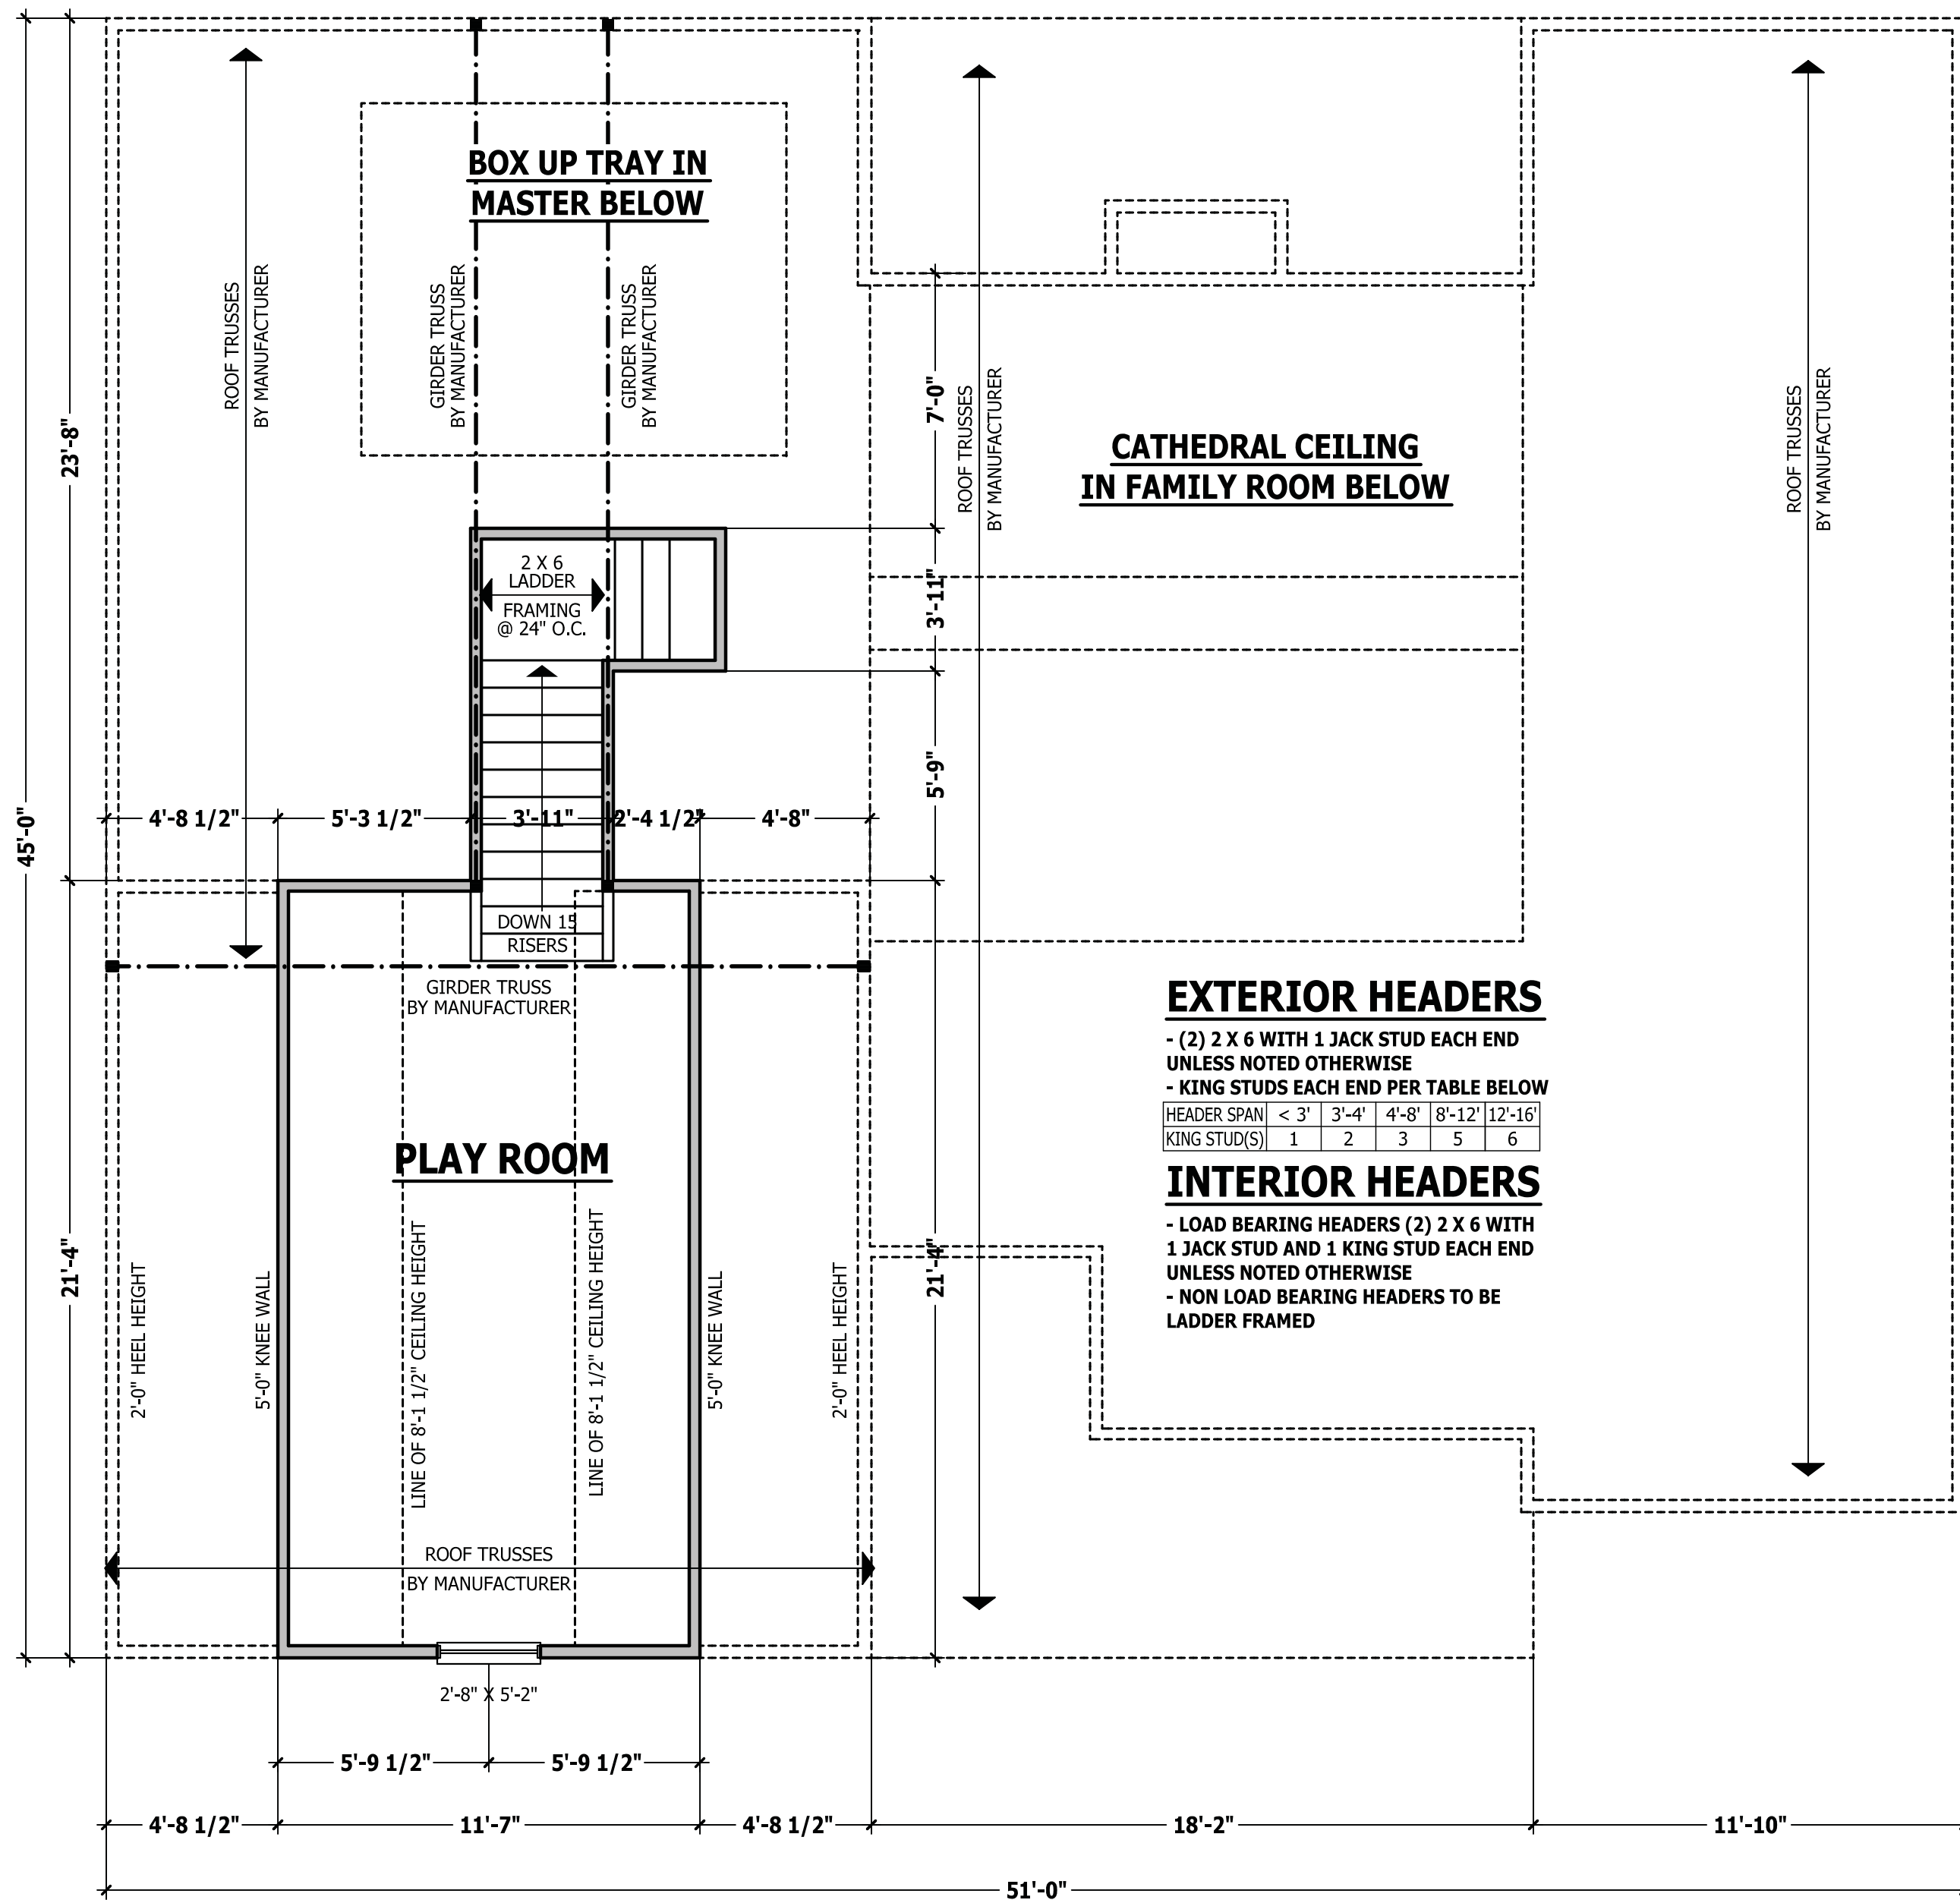 BOX UP TRAY IN
MASTER BELOW
ROOF TRUSSES
BY MANUFACTURER
GIRDER TRUSS
BY MANUFACTURER
GIRDER TRUSS
BY MANUFACTURER
ROOF TRUSSES
BY MANUFACTURER
ROOF TRUSSES
BY MANUFACTURER
CATHEDRAL CEILING
IN FAMILY ROOM BELOW
23'-8"
7'-0"
2 X 6
LADDER
FRAMING
@ 24" O.C.
3'-11"
5'-9"
45'-0"
4'-8 1/2"
5'-3 1/2"
3'-11"
2'-4 1/2"
4'-8"
DOWN 15
RISERS
GIRDER TRUSS
BY MANUFACTURER
EXTERIOR HEADERS
- (2) 2 X 6 WITH 1 JACK STUD EACH END
UNLESS NOTED OTHERWISE
- KING STUDS EACH END PER TABLE BELOW
HEADER SPAN < 3' 3'-4' 4'-8' 8'-12' 12'-16'
KING STUD(S) 1 2 3 5 6
INTERIOR HEADERS
- LOAD BEARING HEADERS (2) 2 X 6 WITH
1 JACK STUD AND 1 KING STUD EACH END
UNLESS NOTED OTHERWISE
- NON LOAD BEARING HEADERS TO BE
LADDER FRAMED
PLAY ROOM
21'-4"
2'-0" HEEL HEIGHT
5'-0" KNEE WALL
LINE OF 8'-1 1/2" CEILING HEIGHT
LINE OF 8'-1 1/2" CEILING HEIGHT
5'-0" KNEE WALL
2'-0" HEEL HEIGHT
21'-4"
ROOF TRUSSES
BY MANUFACTURER
2'-8" X 5'-2"
5'-9 1/2"
5'-9 1/2"
4'-8 1/2"
11'-7"
4'-8 1/2"
18'-2"
11'-10"
51'-0"